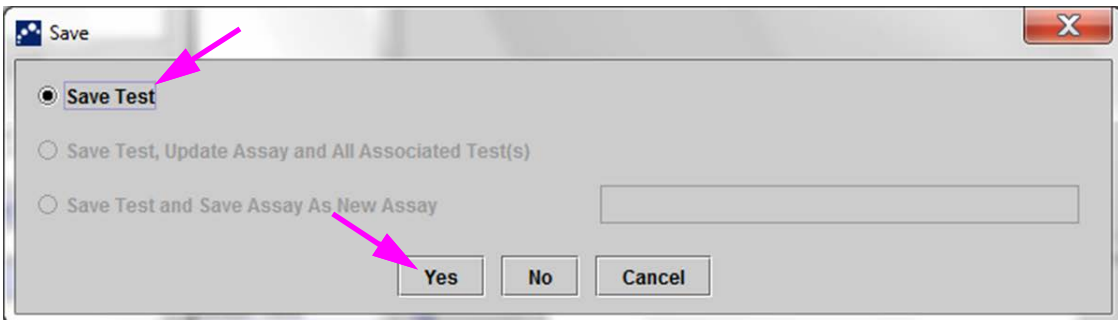 Save
Save Test
Save Test, Update Assay and All Associated Test(s)
Save Test and Save Assay As New Assay
Yes No Cancel